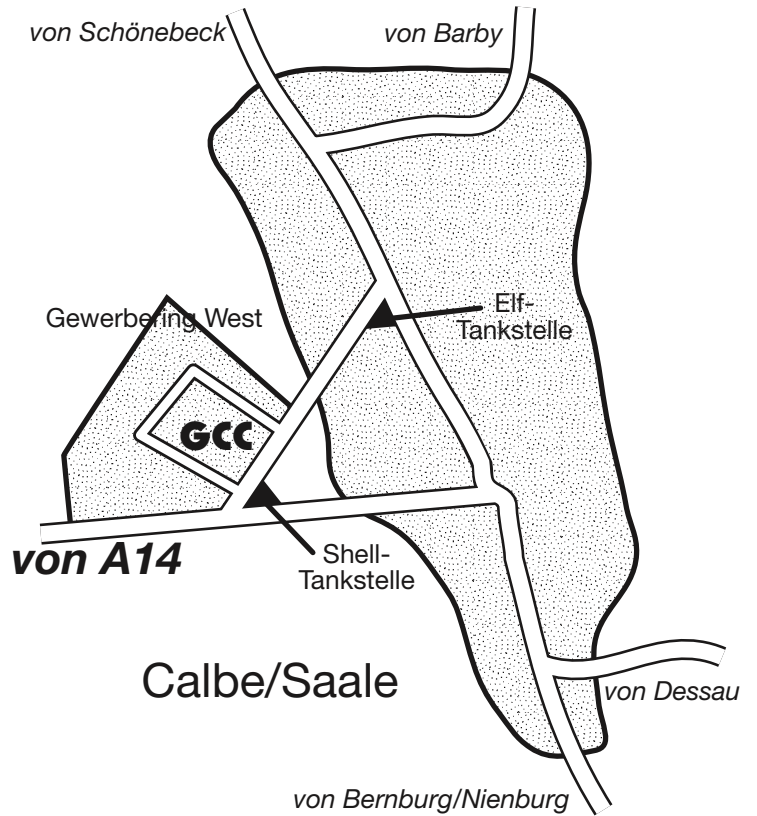 von Schönebeck
von Barby
Gewerbering West
Elf-
Tankstelle
GCC
von A14
Shell-
Tankstelle
Calbe/Saale
von Dessau
von Bernburg/Nienburg